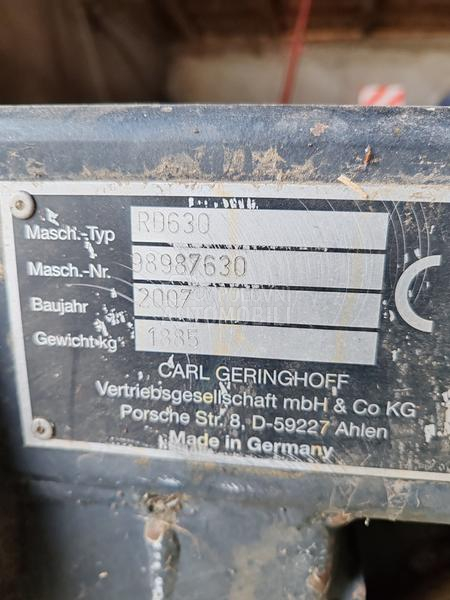 Masch.-Typ RD630
Masch.-Nr. 98987630
Baujahr 2007
Gewicht kg 1885
CARL GERINGHOFF
Vertriebsgesellschaft mbH & Co KG
Porsche Str. 8, D-59227 Ahlen
Made in Germany